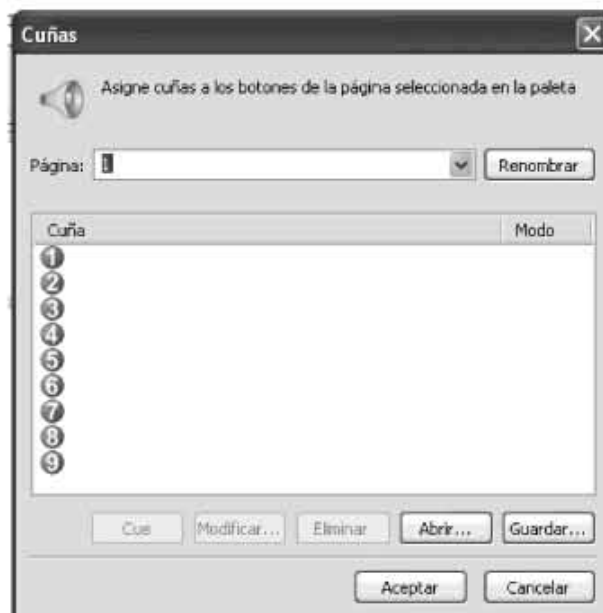 Cuñas
Asigne cuñas a los botones de la página seleccionada en la paleta
Página: 1 Renombrar
Cuña Modo
1
2
3
4
5
6
7
8
9
Cue Modificar... Eliminar Abrir... Guardar...
Aceptar Cancelar